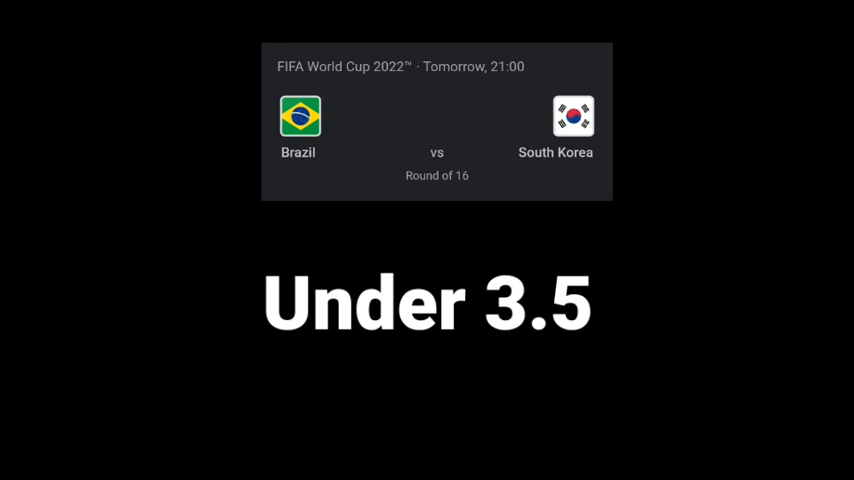 FIFA World Cup 2022™ · Tomorrow, 21:00
Brazil vs South Korea
Round of 16
Under 3.5